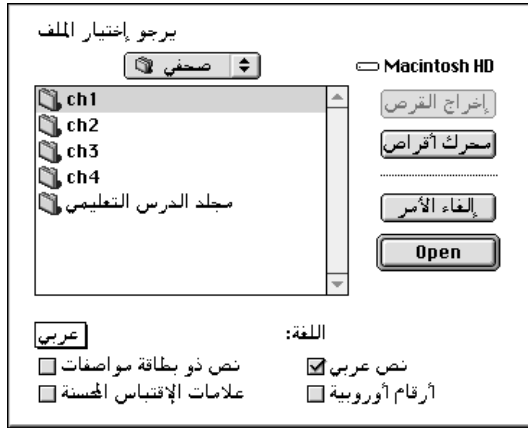 يرجو إختيار الملف
صحفي
Macintosh HD
ch1
ch2
ch3
ch4
مجلد الدرس التعليمي
إخراج القرص
محرك أقراص
إلغاء الأمر
Open
اللغة:
عربي
نص عربي
نص ذو بطاقة مواصفات
أرقام أوروبية
علامات الإقتباس المحسنة